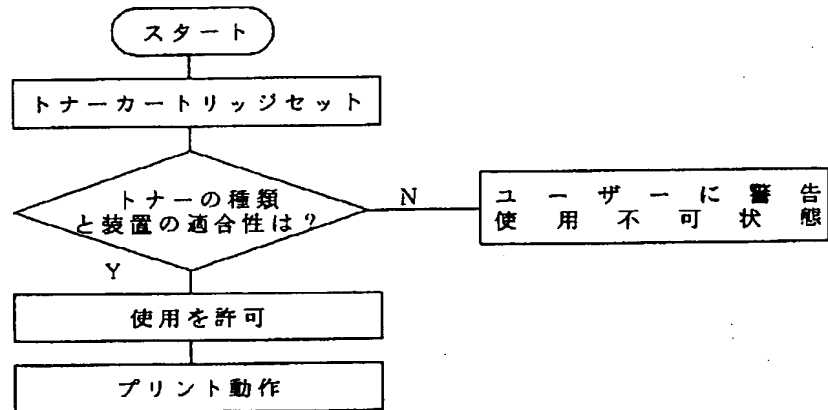 スタート
トナーカートリッジセット
トナーの種類
と装置の適合性は?
N
ユーザーに警告
使用不可状態
Y
使用を許可
プリント動作